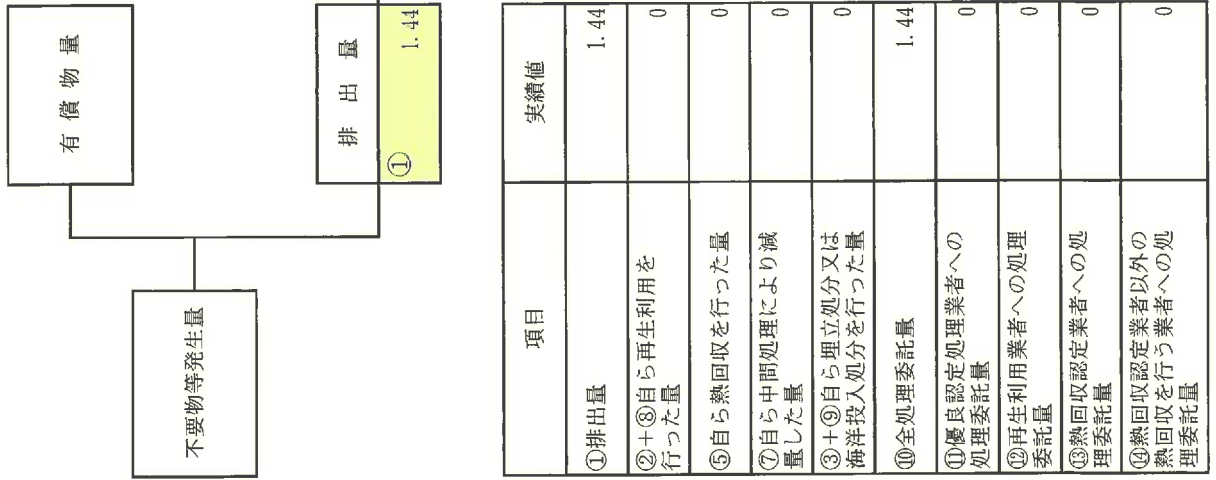 不要物等発生量
有償物量
排出量
① 1.44
項目 実績値
①排出量 1.44
②+⑧自ら再生利用を
行った量 0
⑤自ら熱回収を行った量 0
⑦自ら中間処理により減
量した量 0
③+⑨自ら埋立処分又は
海洋投入処分を行った量 0
⑩全処理委託量 1.44
⑪優良認定処理業者への
処理委託量 0
⑫再生利用業者への処理
委託量 0
⑬熱回収認定業者への処
理委託量 0
⑭熱回収認定業者以外の
熱回収を行う業者への処
理委託量 0